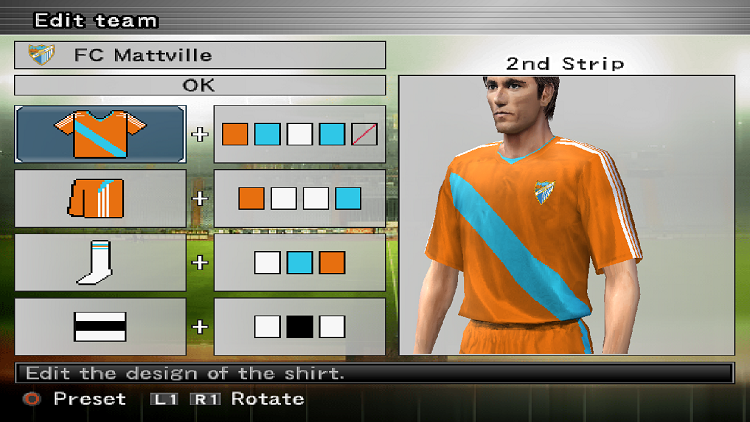 Edit team
FC Mattville
2nd Strip
OK
Edit the design of the shirt.
Preset L1 R1 Rotate